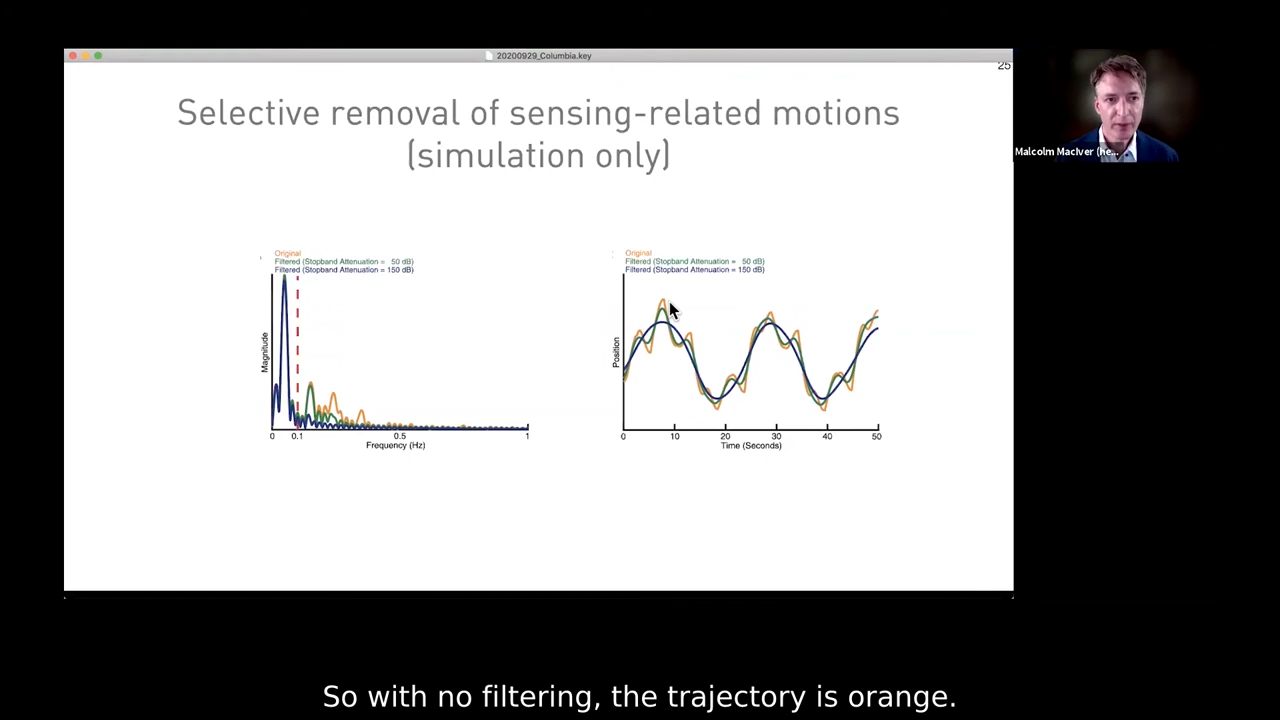 20200929_Columbia.key
25
Selective removal of sensing-related motions
(simulation only)
Malcolm MacIver (he...
Original
Filtered (Stopband Attenuation = 50 dB)
Filtered (Stopband Attenuation = 150 dB)
Magnitude
0 0.1 0.5 1
Frequency (Hz)
Original
Filtered (Stopband Attenuation = 50 dB)
Filtered (Stopband Attenuation = 150 dB)
Position
0 10 20 30 40 50
Time (Seconds)
So with no filtering, the trajectory is orange.